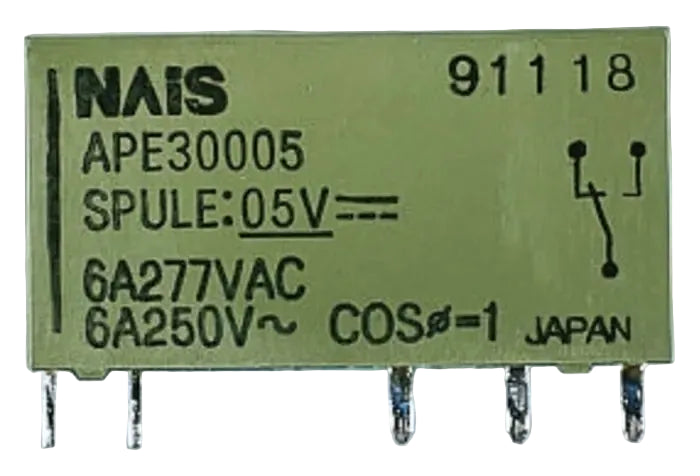 NAiS 91118
APE30005
SPULE: 05V⎓
6A277VAC
6A250V~ COSø=1 JAPAN